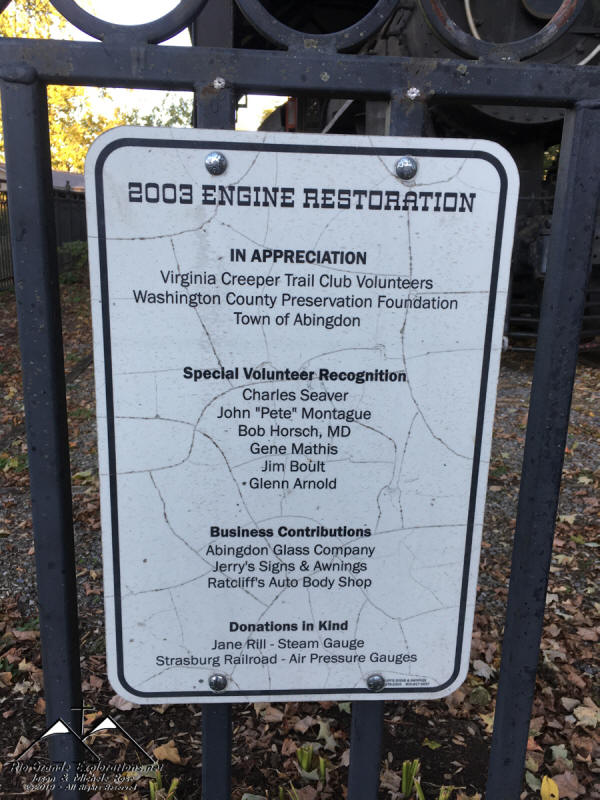 2003 ENGINE RESTORATION
IN APPRECIATION
Virginia Creeper Trail Club Volunteers
Washington County Preservation Foundation
Town of Abingdon
Special Volunteer Recognition
Charles Seaver
John "Pete" Montague
Bob Horsch, MD
Gene Mathis
Jim Boult
Glenn Arnold
Business Contributions
Abingdon Glass Company
Jerry's Signs & Awnings
Ratcliff's Auto Body Shop
Donations in Kind
Jane Rill - Steam Gauge
Strasburg Railroad - Air Pressure Gauges
RioGrande Explorations.net
Jason & Michele Rose
©2019 - All Rights Reserved